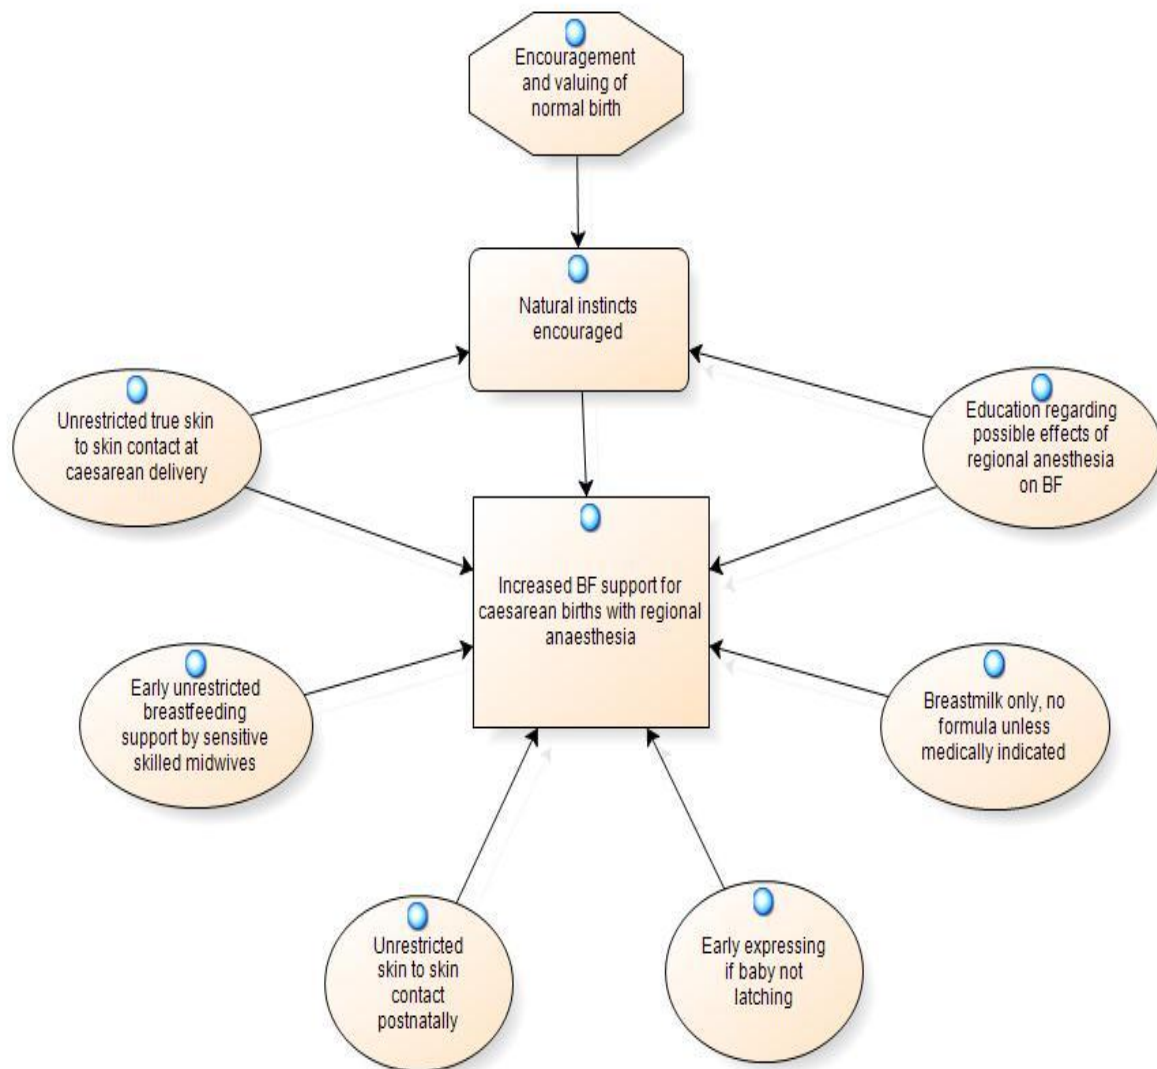 Encouragement
and valuing of
normal birth
Natural instincts
encouraged
Unrestricted true skin
to skin contact at
caesarean delivery
Education regarding
possible effects of
regional anesthesia
on BF
Increased BF support for
caesarean births with regional
anaesthesia
Early unrestricted
breastfeeding
support by sensitive
skilled midwives
Breastmilk only, no
formula unless
medically indicated
Unrestricted
skin to skin
contact
postnatally
Early expressing
if baby not
latching